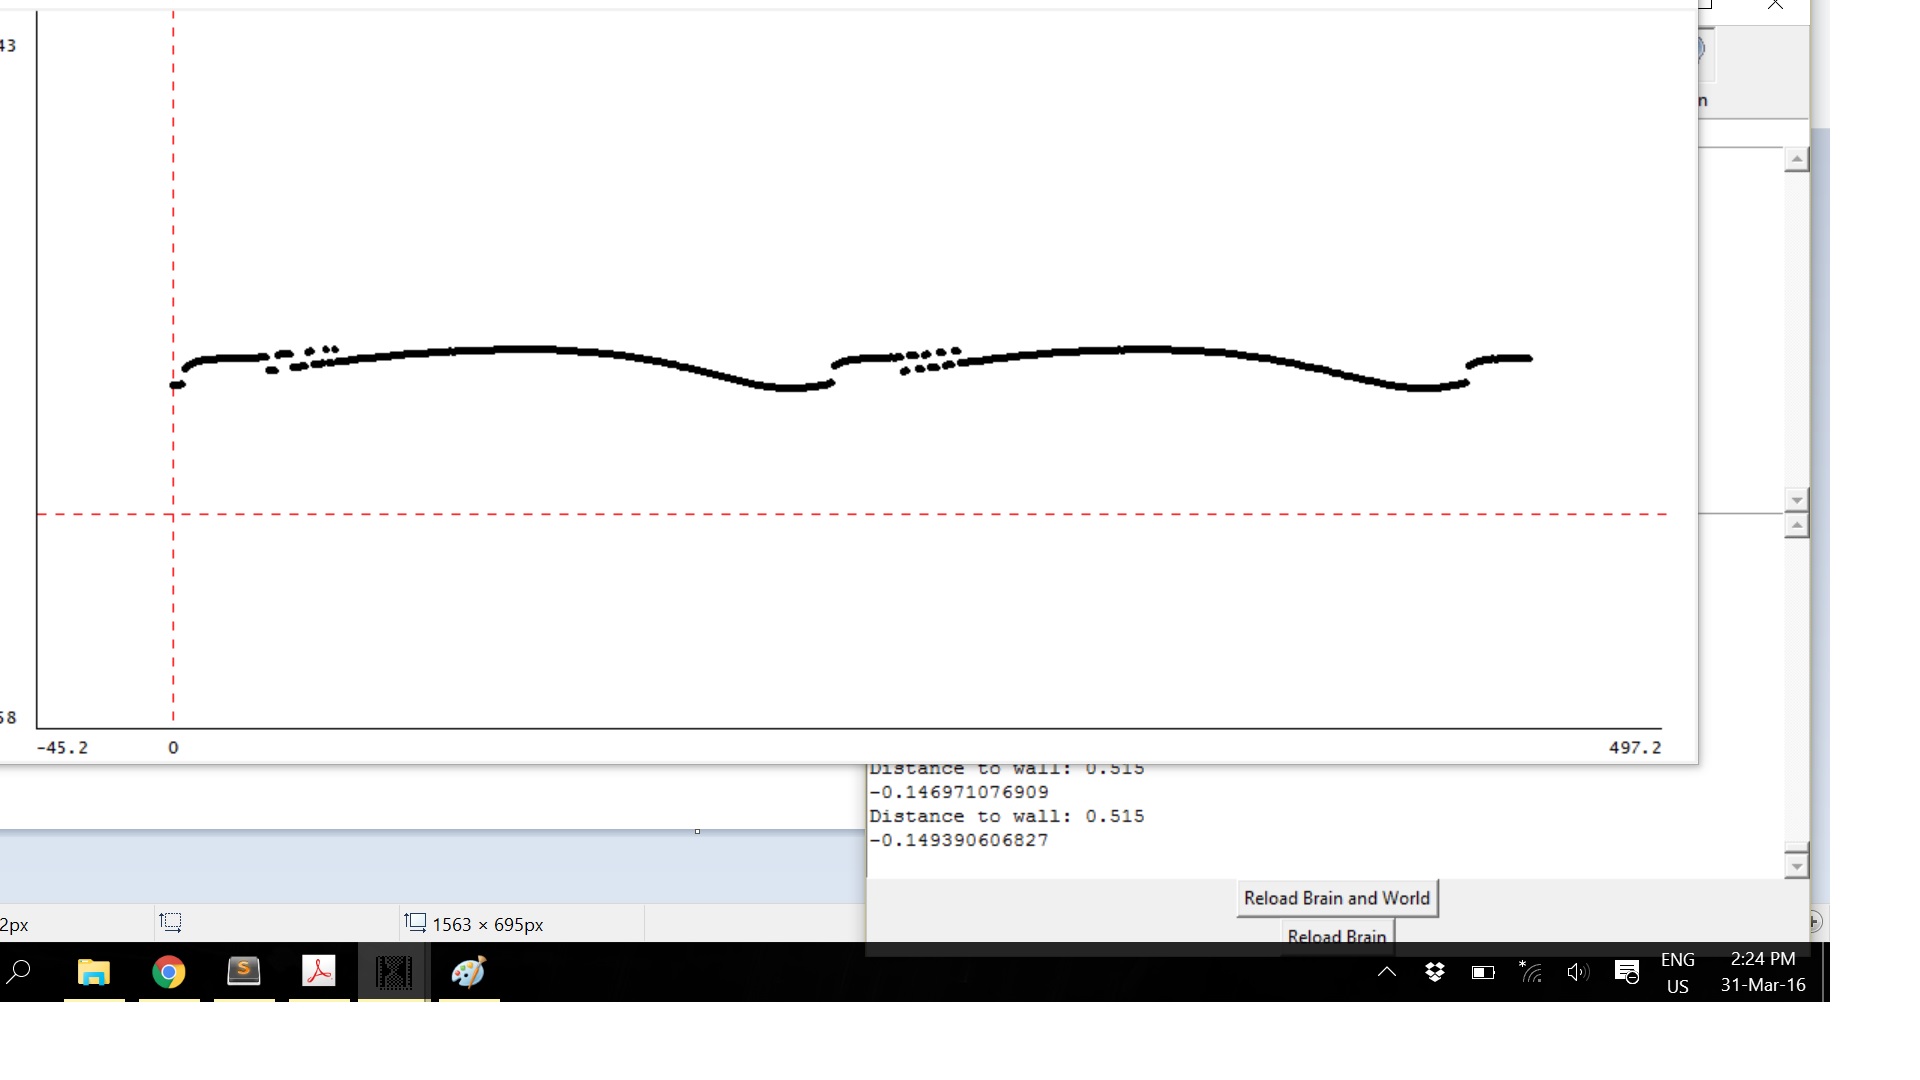 43
n
58
-45.2 0 497.2
Distance to wall: 0.515
-0.146971076909
Distance to wall: 0.515
-0.149390606827
Reload Brain and World
2px
1563 × 695px
Reload Brain
ENG
US
2:24 PM
31-Mar-16